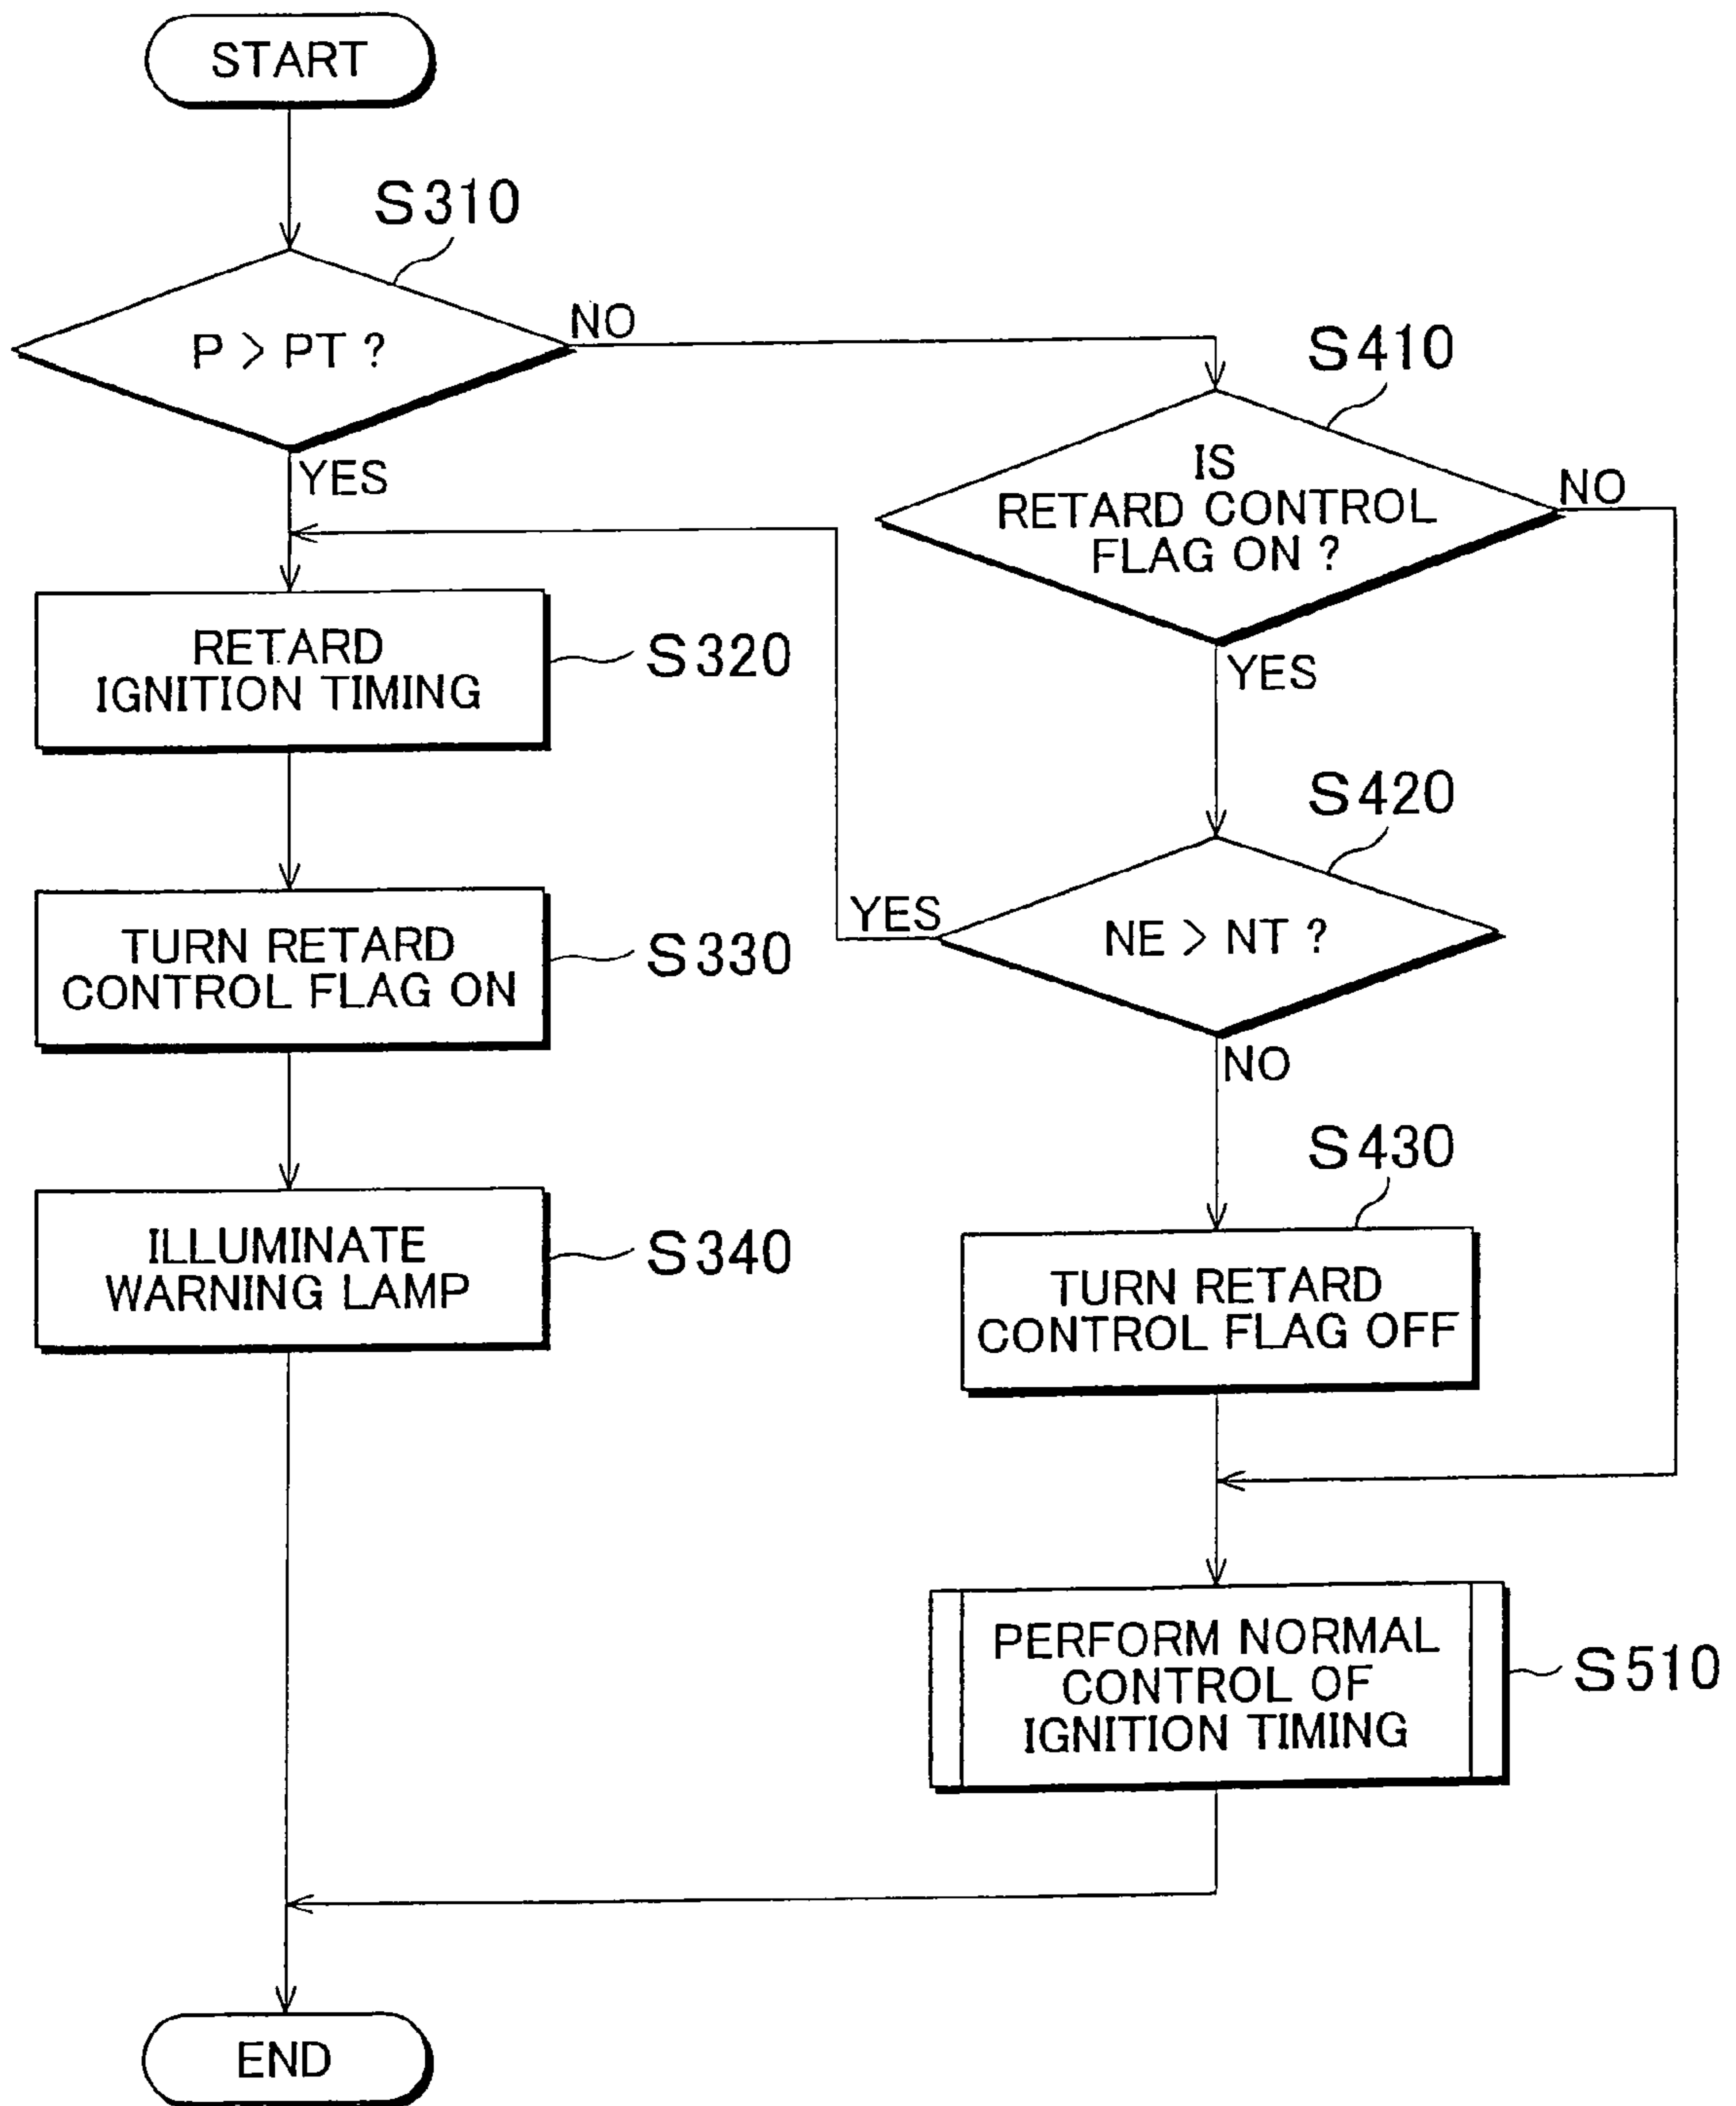 START
S310
P > PT ?
NO
YES
S410
IS
RETARD CONTROL
FLAG ON ?
NO
YES
RETARD
IGNITION TIMING
S320
S420
NE > NT ?
YES
NO
TURN RETARD
CONTROL FLAG ON
S330
S430
TURN RETARD
CONTROL FLAG OFF
ILLUMINATE
WARNING LAMP
S340
PERFORM NORMAL
CONTROL OF
IGNITION TIMING
S510
END